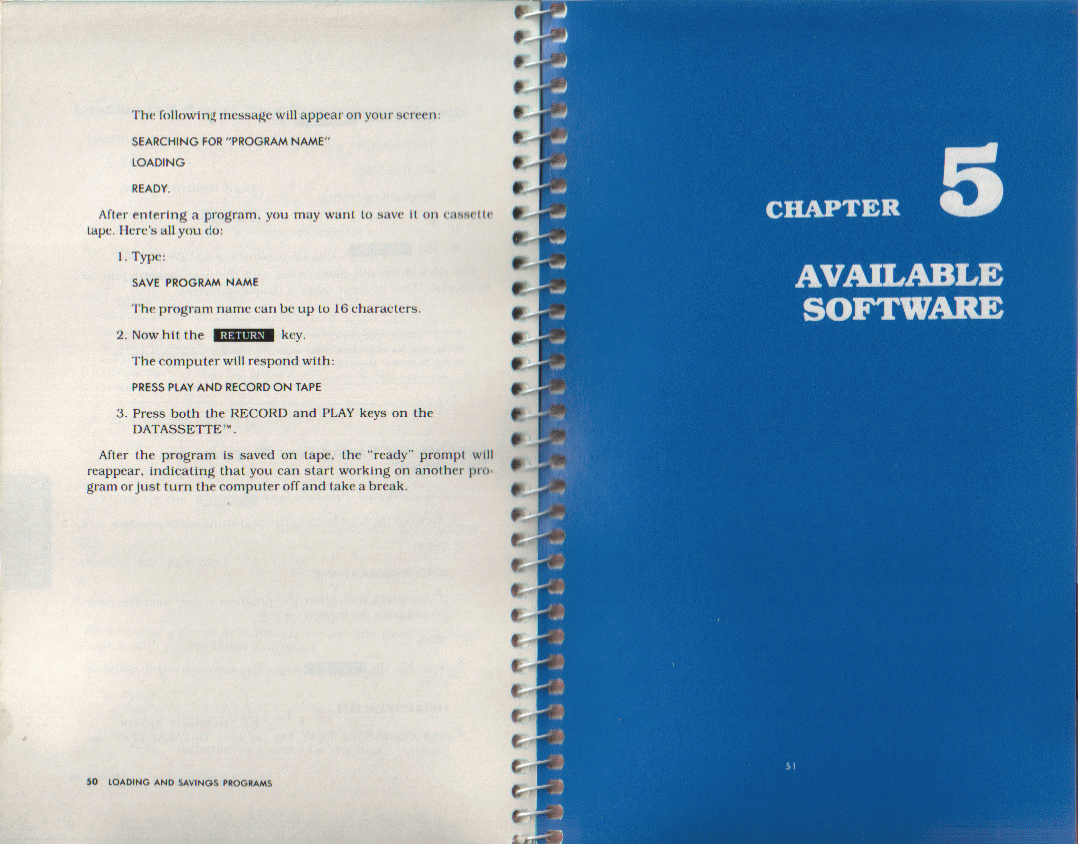 The following message will appear on your screen:
SEARCHING FOR "PROGRAM NAME"
LOADING
READY.
After entering a program, you may want to save it on cassette
tape. Here's all you do:
1. Type:
SAVE PROGRAM NAME
The program name can be up to 16 characters.
2. Now hit the RETURN key.
The computer will respond with:
PRESS PLAY AND RECORD ON TAPE
3. Press both the RECORD and PLAY keys on the
DATASSETTE™.
After the program is saved on tape, the "ready" prompt will
reappear, indicating that you can start working on another pro-
gram or just turn the computer off and take a break.
50 LOADING AND SAVINGS PROGRAMS
CHAPTER 5
AVAILABLE
SOFTWARE
51